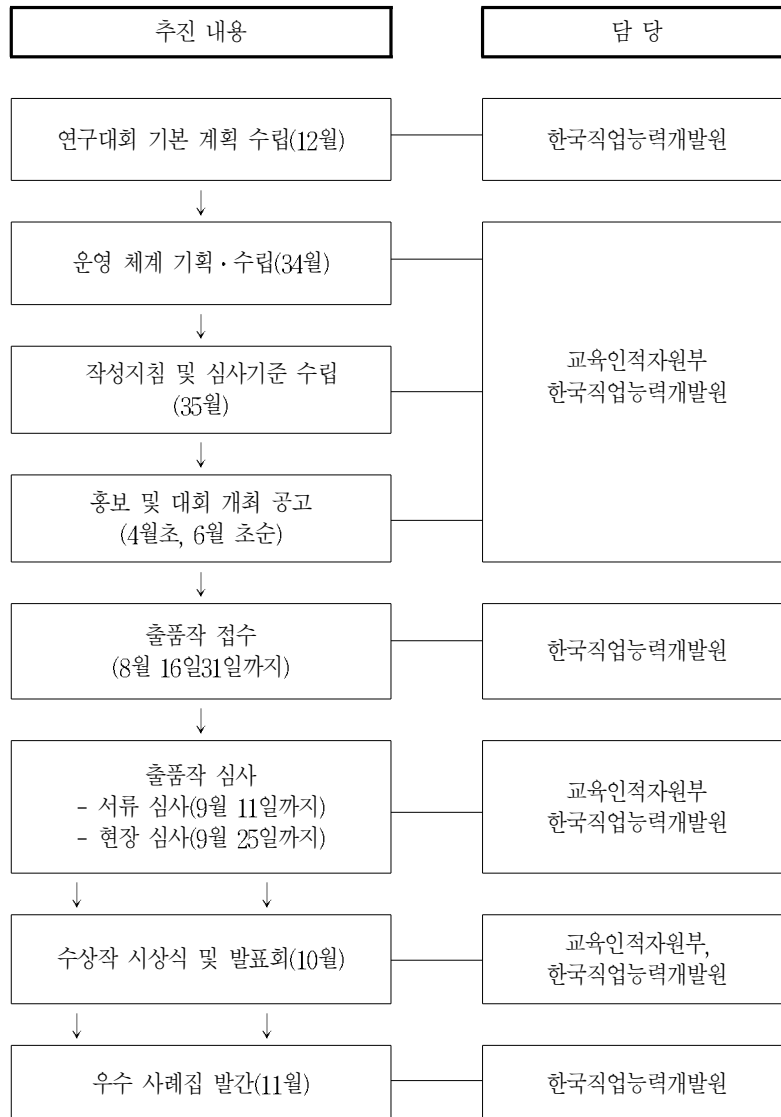 추진 내용
담 당
연구대회 기본 계획 수립(12월)
한국직업능력개발원
운영 체계 기획・수립(34월)
작성지침 및 심사기준 수립
(35월)
홍보 및 대회 개최 공고
(4월초, 6월 초순)
교육인적자원부
한국직업능력개발원
출품작 접수
(8월 16일31일까지)
한국직업능력개발원
출품작 심사
- 서류 심사(9월 11일까지)
- 현장 심사(9월 25일까지)
교육인적자원부
한국직업능력개발원
수상작 시상식 및 발표회(10월)
교육인적자원부,
한국직업능력개발원
우수 사례집 발간(11월)
한국직업능력개발원